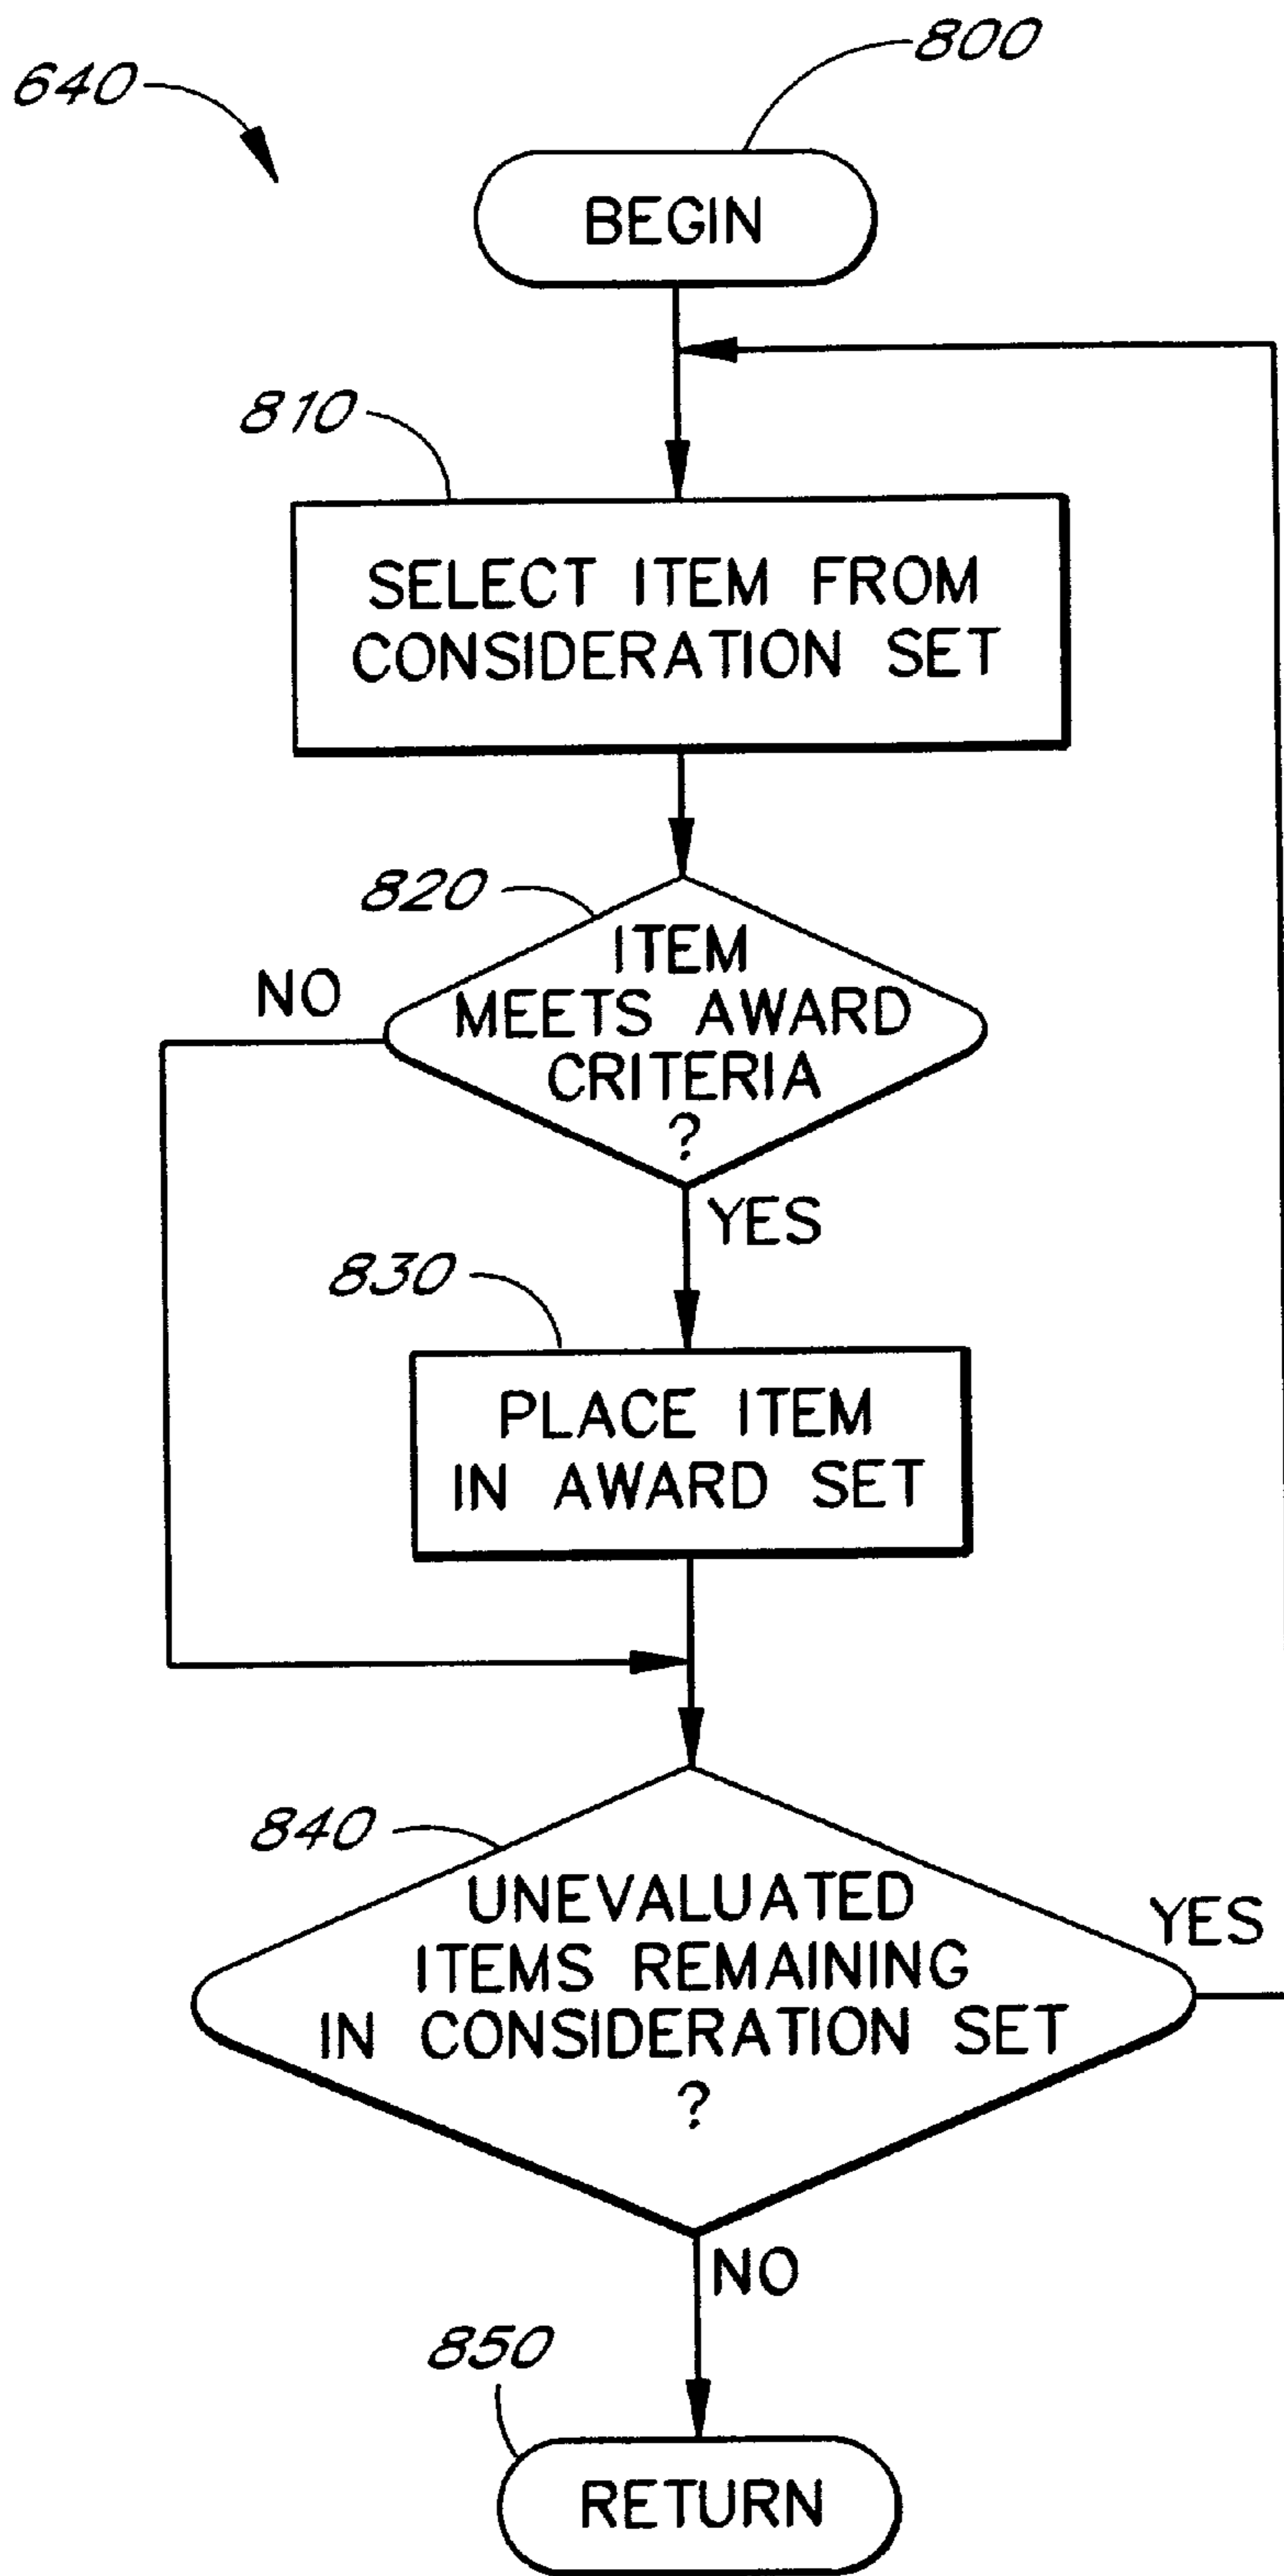 800
640
BEGIN
810
SELECT ITEM FROM
CONSIDERATION SET
820
ITEM
MEETS AWARD
CRITERIA
?
NO
YES
830
PLACE ITEM
IN AWARD SET
840
UNEVALUATED
ITEMS REMAINING
IN CONSIDERATION SET
?
YES
NO
850
RETURN